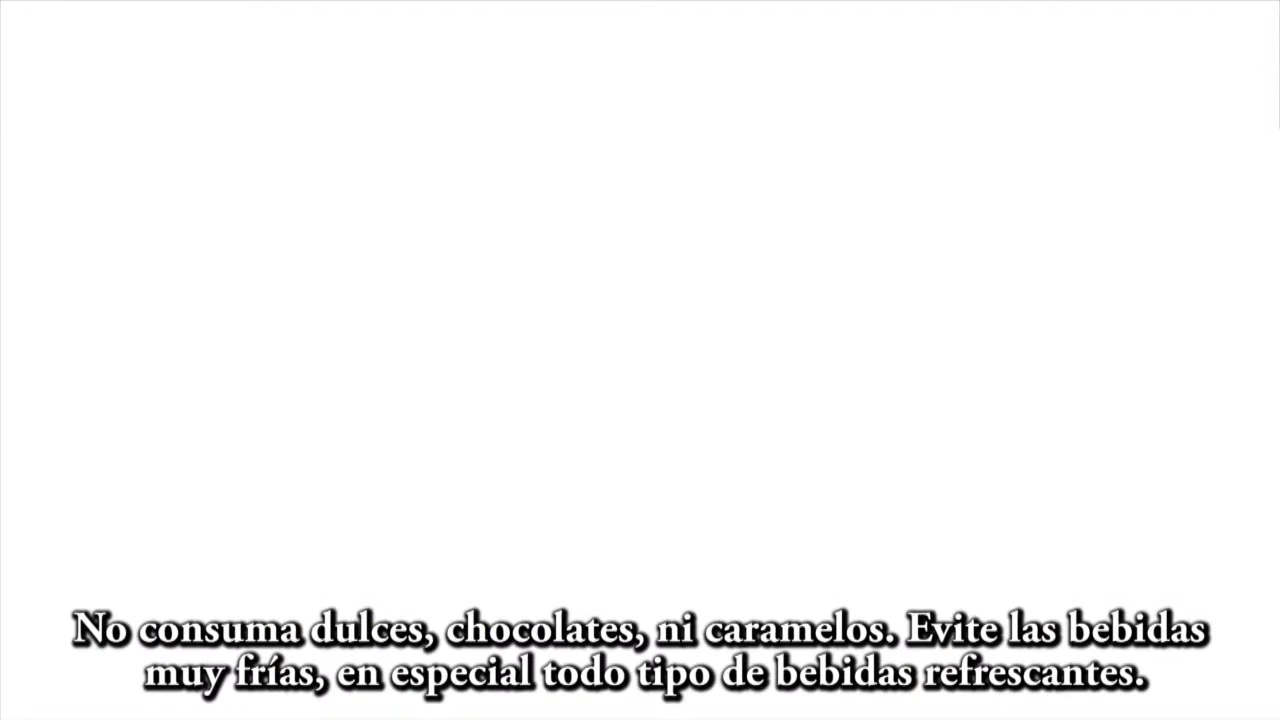 No consuma dulces, chocolates, ni caramelos. Evite las bebidas
muy frías, en especial todo tipo de bebidas refrescantes.